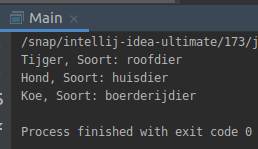 Main ×
/snap/intellij-idea-ultimate/173/j
Tijger, Soort: roofdier
Hond, Soort: huisdier
Koe, Soort: boerderijdier
Process finished with exit code 0